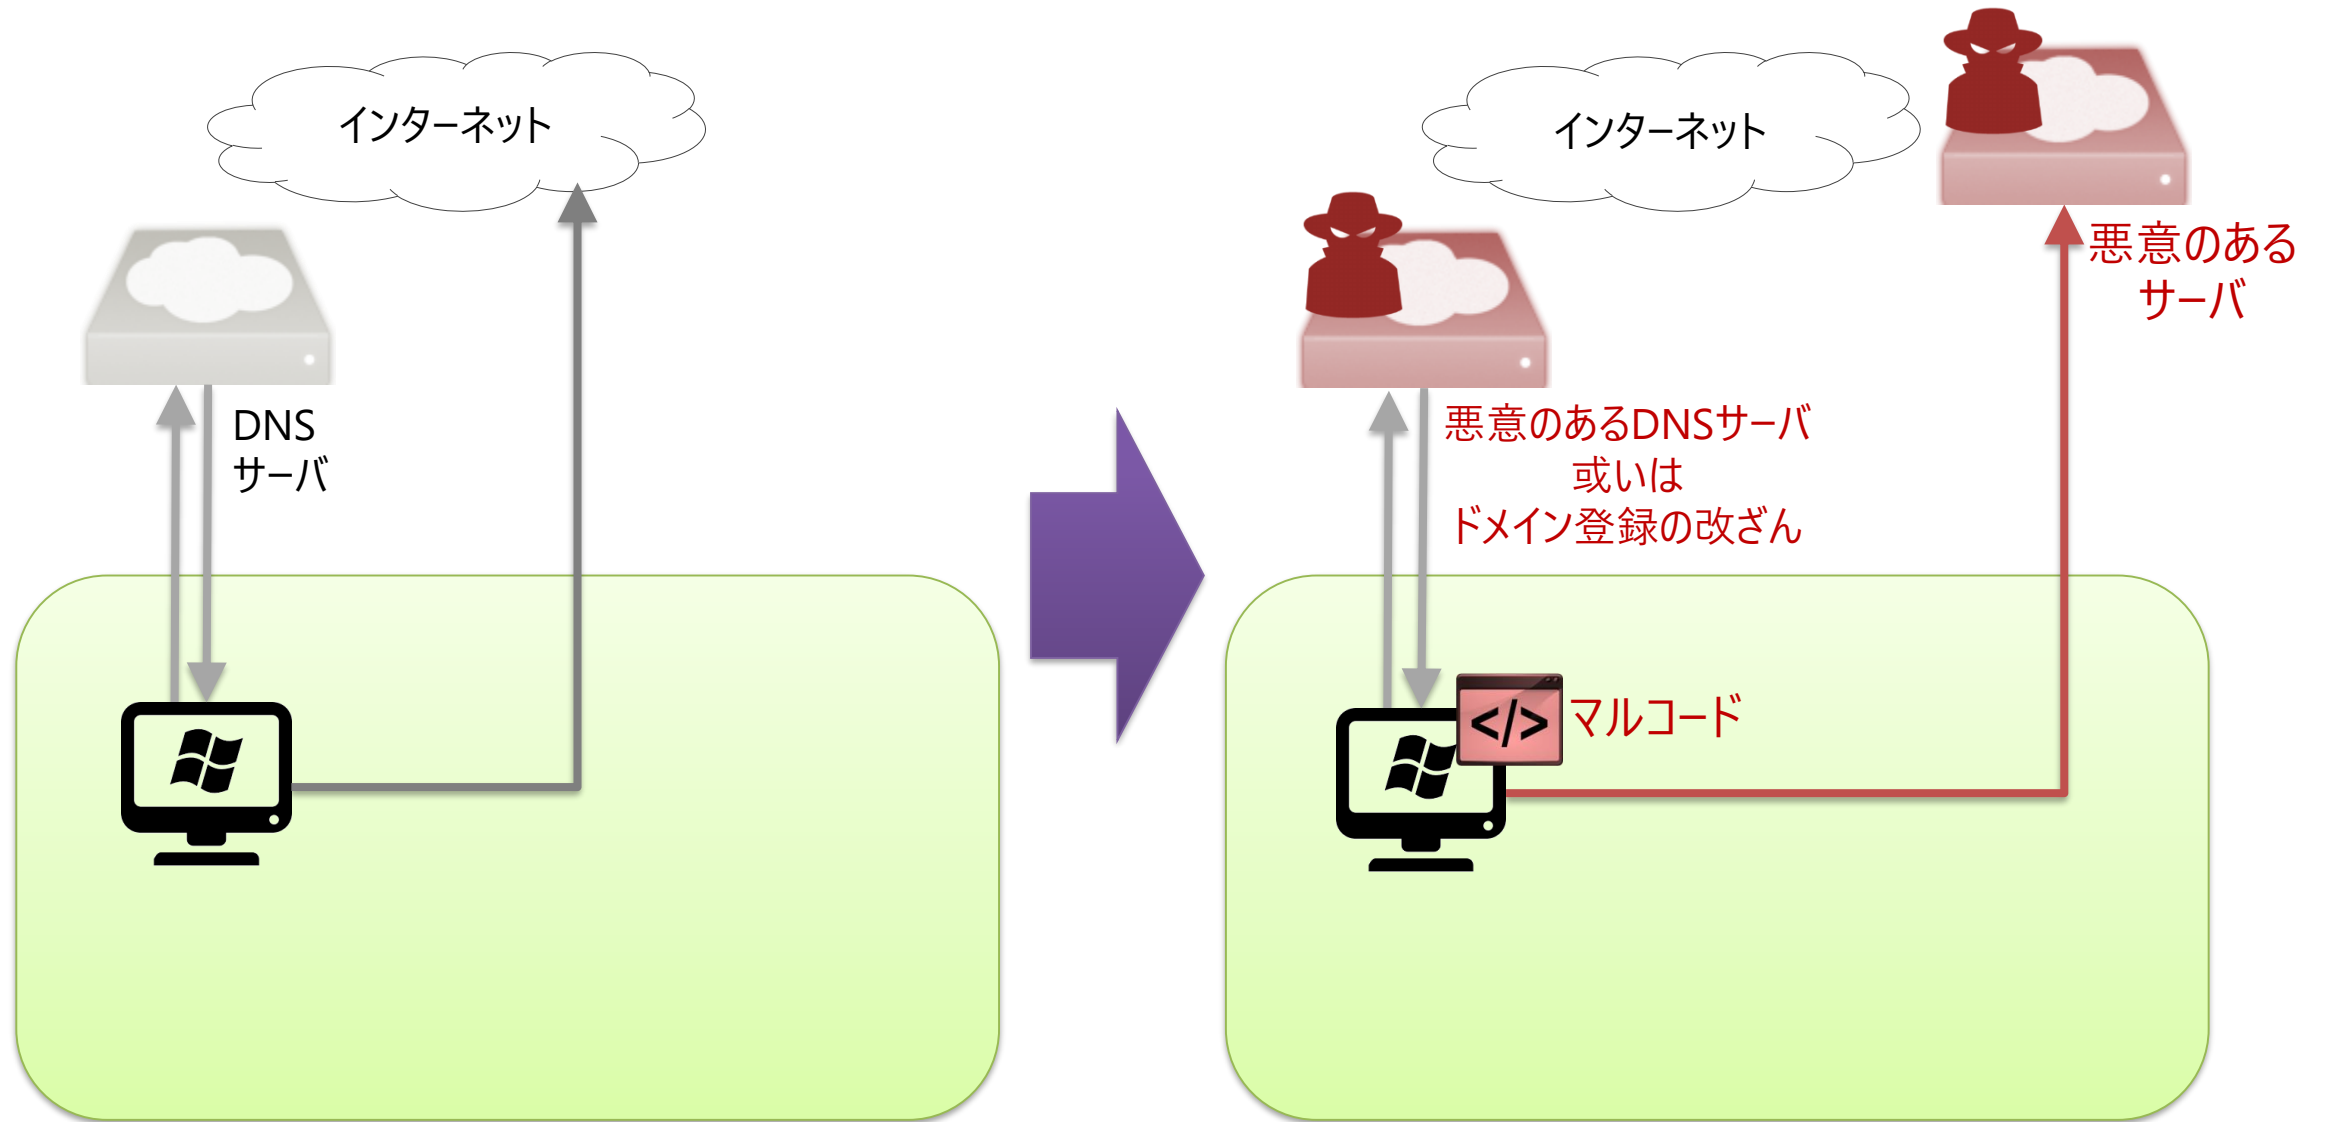 インターネット
DNS
サーバ
インターネット
悪意のある
サーバ
悪意のあるDNSサーバ
或いは
ドメイン登録の改ざん
</>
マルコード